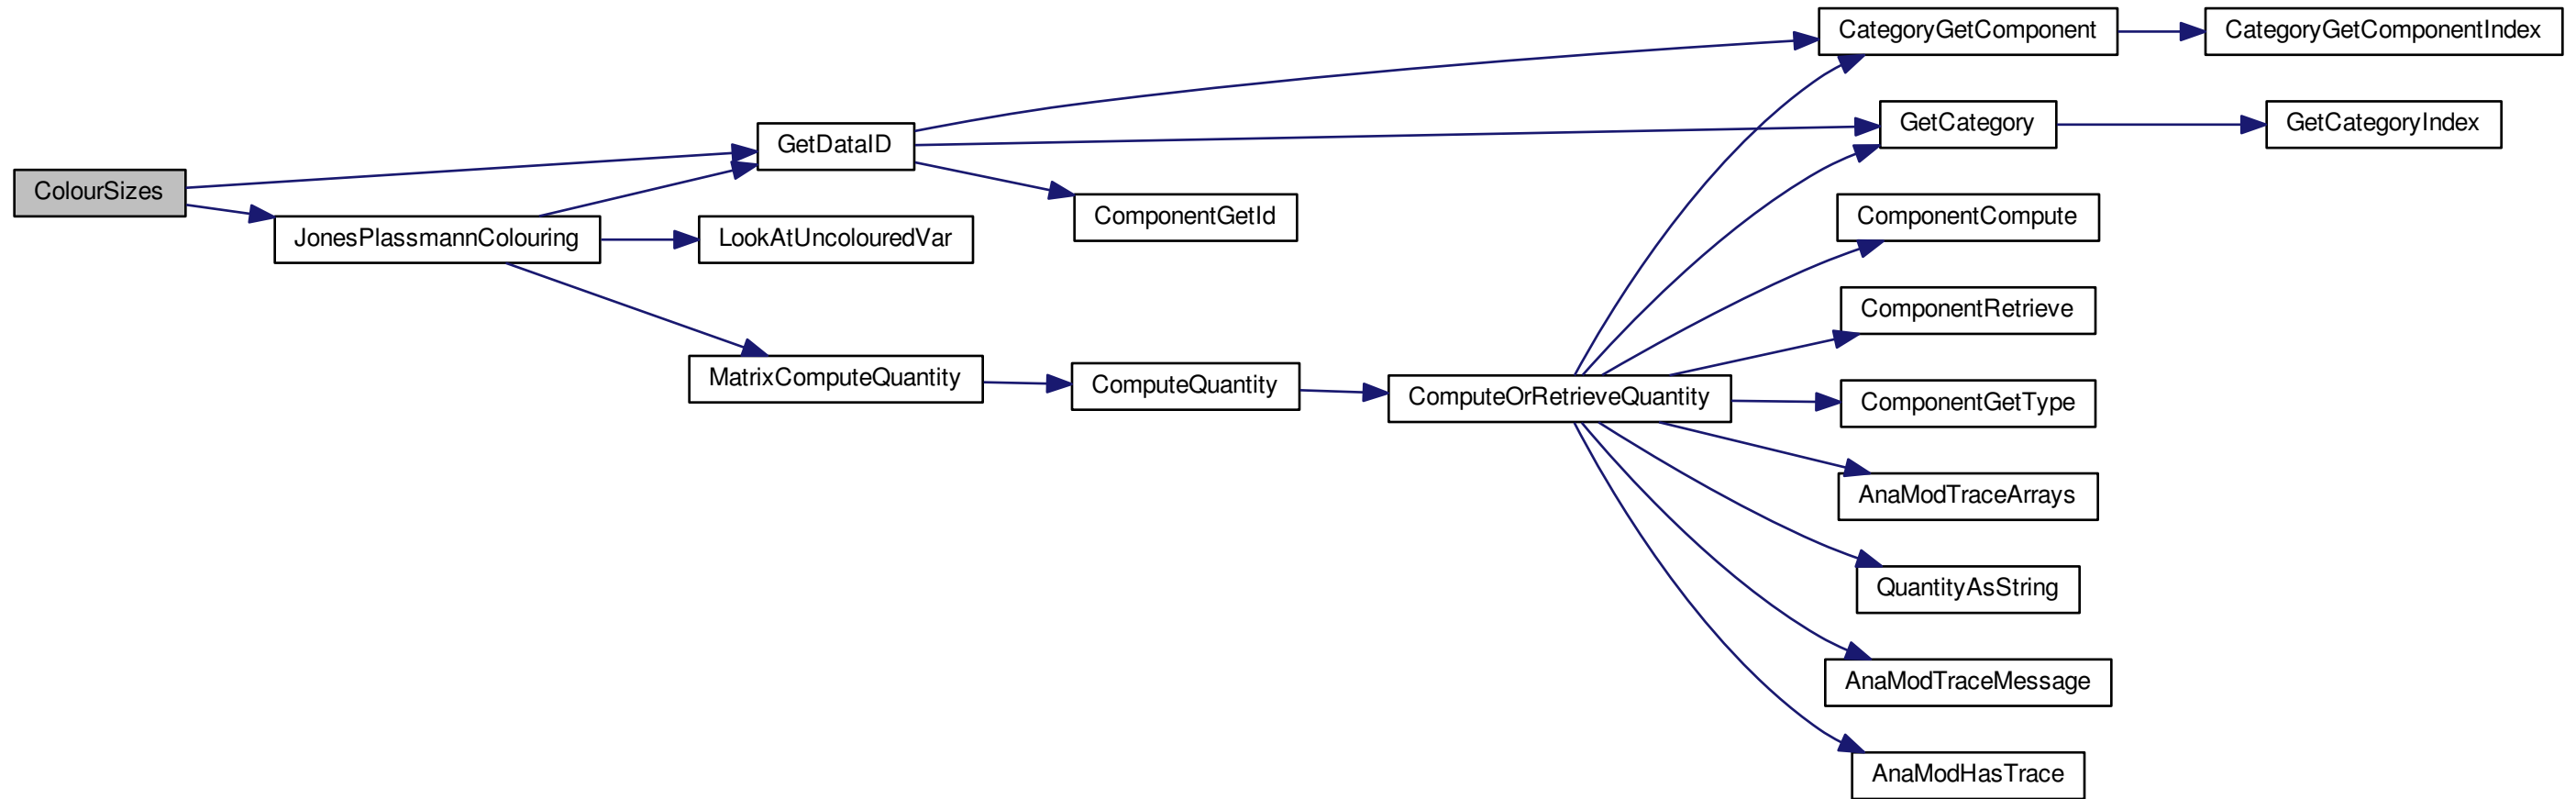 CategoryGetComponent
CategoryGetComponentIndex
GetDataID
GetCategory
GetCategoryIndex
ColourSizes
ComponentGetId
ComponentCompute
JonesPlassmannColouring
LookAtUncolouredVar
ComponentRetrieve
MatrixComputeQuantity
ComputeQuantity
ComputeOrRetrieveQuantity
ComponentGetType
AnaModTraceArrays
QuantityAsString
AnaModTraceMessage
AnaModHasTrace